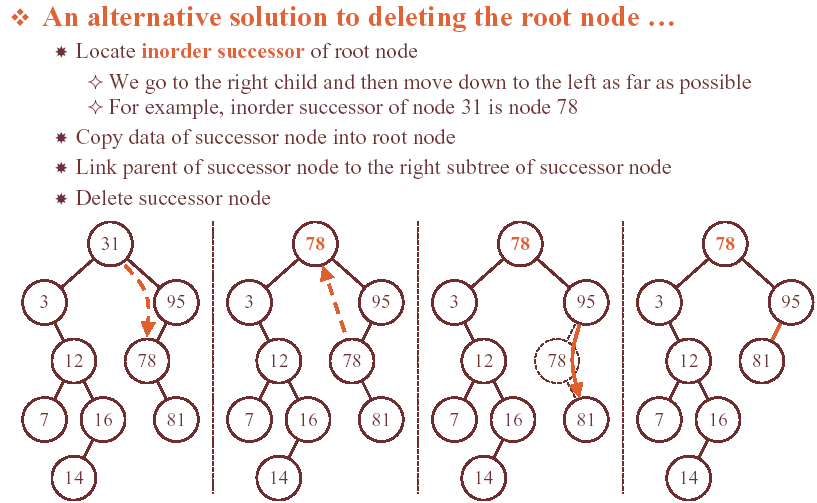 ❖ An alternative solution to deleting the root node …
✷ Locate inorder successor of root node
✧ We go to the right child and then move down to the left as far as possible
✧ For example, inorder successor of node 31 is node 78
✷ Copy data of successor node into root node
✷ Link parent of successor node to the right subtree of successor node
✷ Delete successor node
31 78 78 78
3 95 3 95 3 95 3 95
12 78 12 78 12 78 12 81
7 16 81 7 16 81 7 16 81 7 16
14 14 14 14